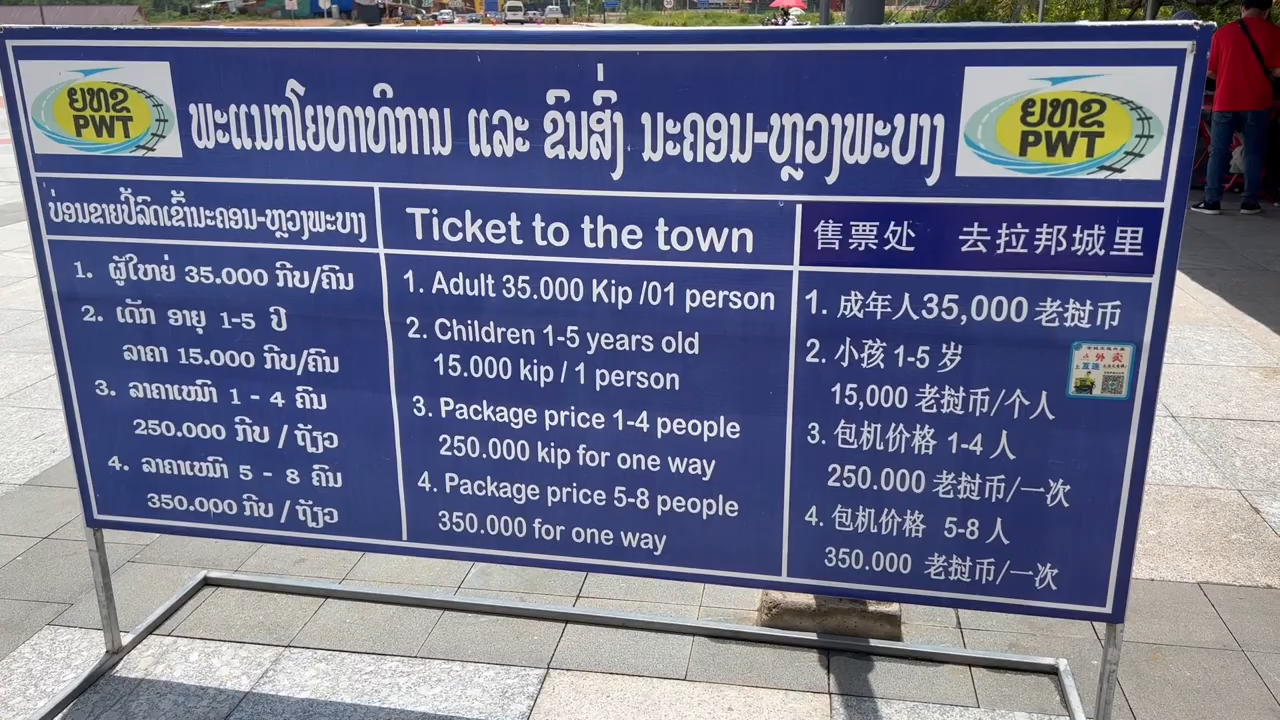 ຍທຂ
PWT
ພະແນກໂຍທາທິການ ແລະ ຂົນສົ່ງ ນະຄອນ-ຫຼວງພະບາງ
ຍທຂ
PWT
ບ່ອນຂາຍປີ້ລົດເຂົ້ານະຄອນ-ຫຼວງພະບາງ
1. ຜູ້ໃຫຍ່ 35.000 ກີບ/ຄົນ
2. ເດັກ ອາຍຸ 1-5 ປີ
ລາຄາ 15.000 ກີບ/ຄົນ
3. ລາຄາເໝົາ 1 - 4 ຄົນ
250.000 ກີບ / ຖ້ຽວ
4. ລາຄາເໝົາ 5 - 8 ຄົນ
350.000 ກີບ / ຖ້ຽວ
Ticket to the town
1. Adult 35.000 Kip /01 person
2. Children 1-5 years old
15.000 kip / 1 person
3. Package price 1-4 people
250.000 kip for one way
4. Package price 5-8 people
350.000 for one way
售票处 去拉邦城里
1. 成年人35,000 老挝币
2. 小孩 1-5 岁
15,000 老挝币/个人
3. 包机价格 1-4 人
250.000 老挝币/一次
4. 包机价格 5-8 人
350.000 老挝币/一次
外卖